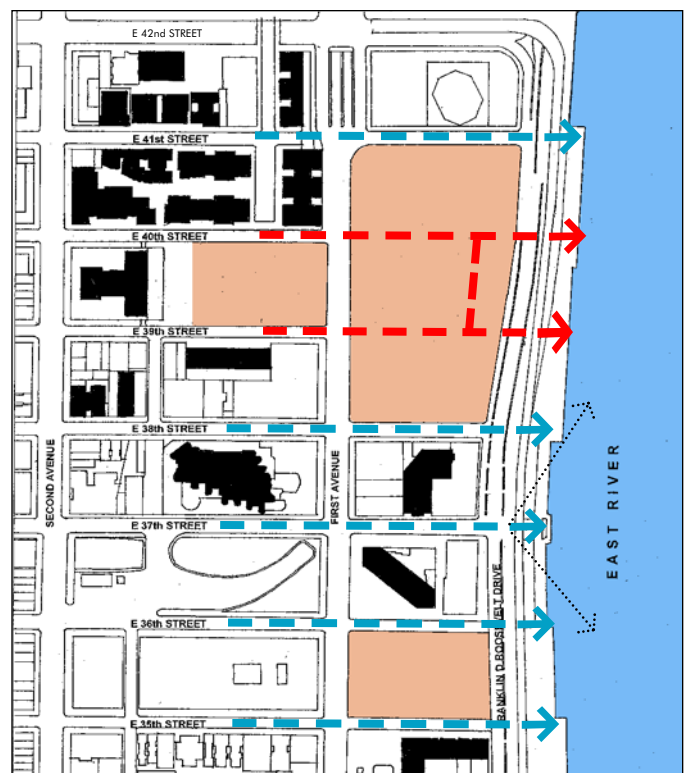 E 42nd STREET
E 41st STREET
E 40th STREET
E 39th STREET
E 38th STREET
SECOND AVENUE
FIRST AVENUE
E 37th STREET
EAST RIVER
RANKLIN D ROOSEVELT DRIVE
E 36th STREET
E 35th STREET